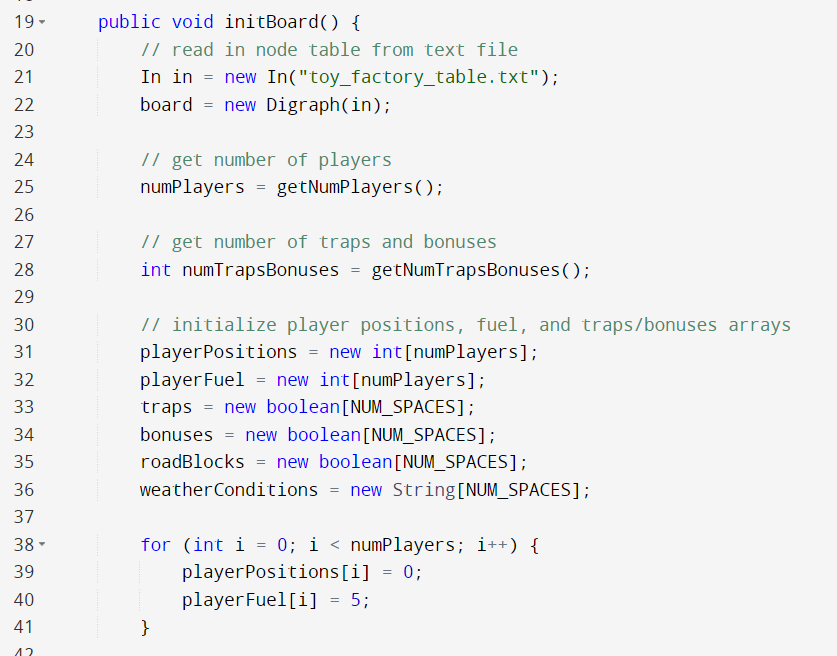 19 public void initBoard() {
20 // read in node table from text file
21 In in = new In("toy_factory_table.txt");
22 board = new Digraph(in);
23
24 // get number of players
25 numPlayers = getNumPlayers();
26
27 // get number of traps and bonuses
28 int numTrapsBonuses = getNumTrapsBonuses();
29
30 // initialize player positions, fuel, and traps/bonuses arrays
31 playerPositions = new int[numPlayers];
32 playerFuel = new int[numPlayers];
33 traps = new boolean[NUM_SPACES];
34 bonuses = new boolean[NUM_SPACES];
35 roadBlocks = new boolean[NUM_SPACES];
36 weatherConditions = new String[NUM_SPACES];
37
38 for (int i = 0; i < numPlayers; i++) {
39 playerPositions[i] = 0;
40 playerFuel[i] = 5;
41 }
42